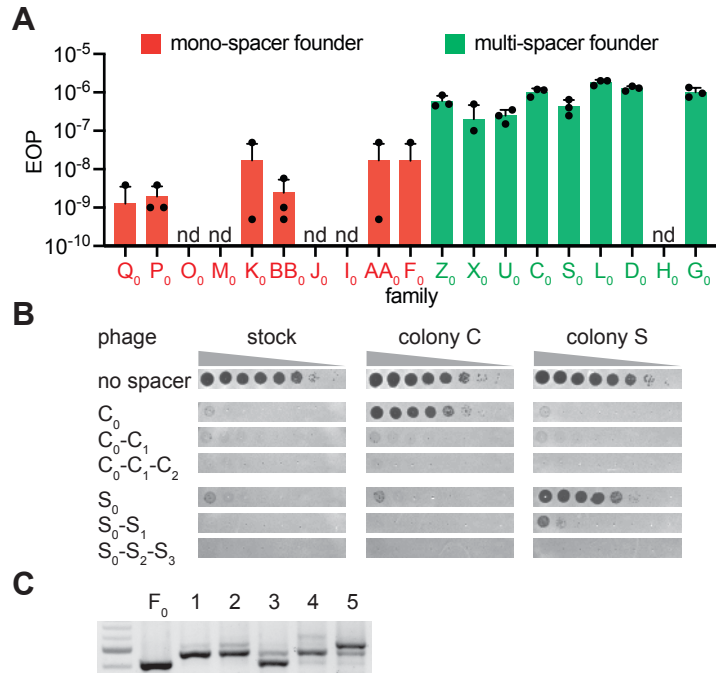 A
mono-spacer founder multi-spacer founder
10⁻⁵
10⁻⁶
10⁻⁷
10⁻⁸
10⁻⁹
10⁻¹⁰
EOP
nd nd nd nd nd
Q₀ P₀ O₀ M₀ K₀ BB₀ J₀ I₀ AA₀ F₀ Z₀ X₀ U₀ C₀ S₀ L₀ D₀ H₀ G₀
family
B
phage stock colony C colony S
no spacer
C₀
C₀-C₁
C₀-C₁-C₂
S₀
S₀-S₁
S₀-S₂-S₃
C
F₀ 1 2 3 4 5